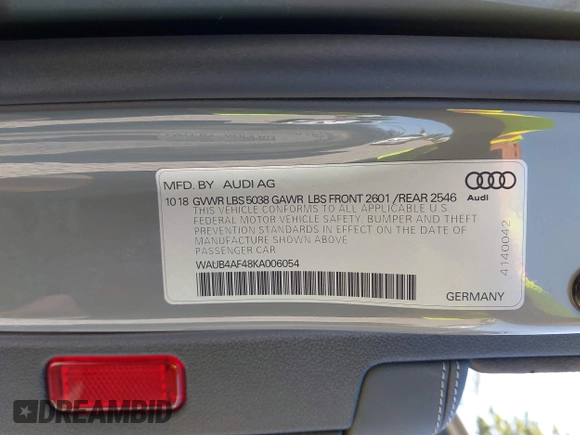 MFD. BY AUDI AG
Audi
10 18 GVWR LBS 5038 GAWR LBS FRONT 2601 /REAR 2546
THIS VEHICLE CONFORMS TO ALL APPLICABLE U.S.
FEDERAL MOTOR VEHICLE SAFETY, BUMPER AND THEFT
PREVENTION STANDARDS IN EFFECT ON THE DATE OF
MANUFACTURE SHOWN ABOVE
PASSENGER CAR
WAUB4AF48KA006054
4140042
GERMANY
DREAMBID